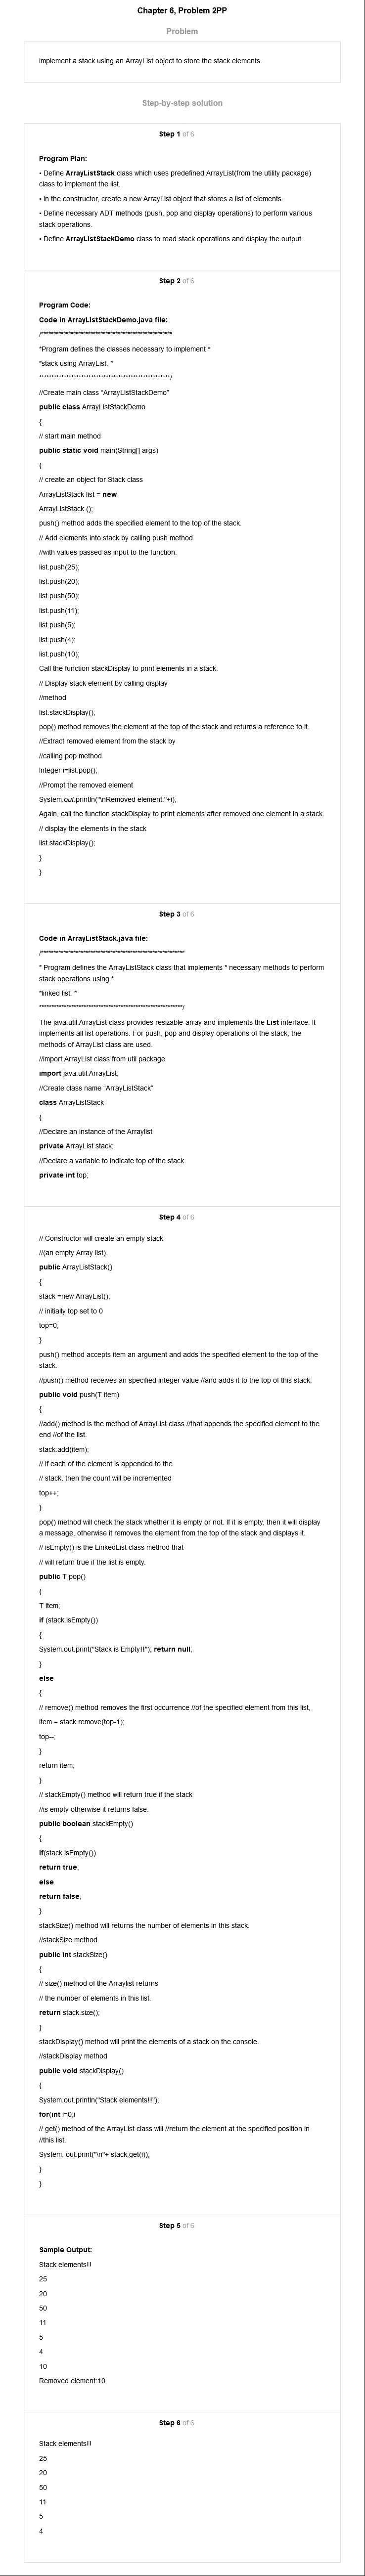 Chapter 6, Problem 2PP
Problem
Implement a stack using an ArrayList object to store the stack elements.
Step-by-step solution
Step 1 of 6
Program Plan:
• Define ArrayListStack class which uses predefined ArrayList(from the utility package)
class to implement the list.
• In the constructor, create a new ArrayList object that stores a list of elements.
• Define necessary ADT methods (push, pop and display operations) to perform various
stack operations.
• Define ArrayListStackDemo class to read stack operations and display the output.
Step 2 of 6
Program Code:
Code in ArrayListStackDemo.java file:
/*****************************************************
*Program defines the classes necessary to implement *
*stack using ArrayList. *
*****************************************************/
//Create main class “ArrayListStackDemo”
public class ArrayListStackDemo
{
// start main method
public static void main(String[] args)
{
// create an object for Stack class
ArrayListStack list = new
ArrayListStack ();
push() method adds the specified element to the top of the stack.
// Add elements into stack by calling push method
//with values passed as input to the function.
list.push(25);
list.push(20);
list.push(50);
list.push(11);
list.push(5);
list.push(4);
list.push(10);
Call the function stackDisplay to print elements in a stack.
// Display stack element by calling display
//method
list.stackDisplay();
pop() method removes the element at the top of the stack and returns a reference to it.
//Extract removed element from the stack by
//calling pop method
Integer i=list.pop();
//Prompt the removed element
System.out.println("\nRemoved element:"+i);
Again, call the function stackDisplay to print elements after removed one element in a stack.
// display the elements in the stack
list.stackDisplay();
}
}
Step 3 of 6
Code in ArrayListStack.java file:
/**********************************************************
* Program defines the ArrayListStack class that implements * necessary methods to perform
stack operations using *
*linked list. *
**********************************************************/
The java.util.ArrayList class provides resizable-array and implements the List interface. It
implements all list operations. For push, pop and display operations of the stack, the
methods of ArrayList class are used.
//import ArrayList class from util package
import java.util.ArrayList;
//Create class name “ArrayListStack”
class ArrayListStack
{
//Declare an instance of the Arraylist
private ArrayList stack;
//Declare a variable to indicate top of the stack
private int top;
Step 4 of 6
// Constructor will create an empty stack
//(an empty Array list).
public ArrayListStack()
{
stack =new ArrayList();
// initially top set to 0
top=0;
}
push() method accepts item an argument and adds the specified element to the top of the
stack.
//push() method receives an specified integer value //and adds it to the top of this stack.
public void push(T item)
{
//add() method is the method of ArrayList class //that appends the specified element to the
end //of the list.
stack.add(item);
// If each of the element is appended to the
// stack, then the count will be incremented
top++;
}
pop() method will check the stack whether it is empty or not. If it is empty, then it will display
a message, otherwise it removes the element from the top of the stack and displays it.
// isEmpty() is the LinkedList class method that
// will return true if the list is empty.
public T pop()
{
T item;
if (stack.isEmpty())
{
System.out.print("Stack is Empty!!"); return null;
}
else
{
// remove() method removes the first occurrence //of the specified element from this list,
item = stack.remove(top-1);
top--;
}
return item;
}
// stackEmpty() method will return true if the stack
//is empty otherwise it returns false.
public boolean stackEmpty()
{
if(stack.isEmpty())
return true;
else
return false;
}
stackSize() method will returns the number of elements in this stack.
//stackSize method
public int stackSize()
{
// size() method of the Arraylist returns
// the number of elements in this list.
return stack.size();
}
stackDisplay() method will print the elements of a stack on the console.
//stackDisplay method
public void stackDisplay()
{
System.out.println("Stack elements!!");
for(int i=0;i
// get() method of the ArrayList class will //return the element at the specified position in
//this list.
System. out.print("\n"+ stack.get(i));
}
}
Step 5 of 6
Sample Output:
Stack elements!!
25
20
50
11
5
4
10
Removed element:10
Step 6 of 6
Stack elements!!
25
20
50
11
5
4